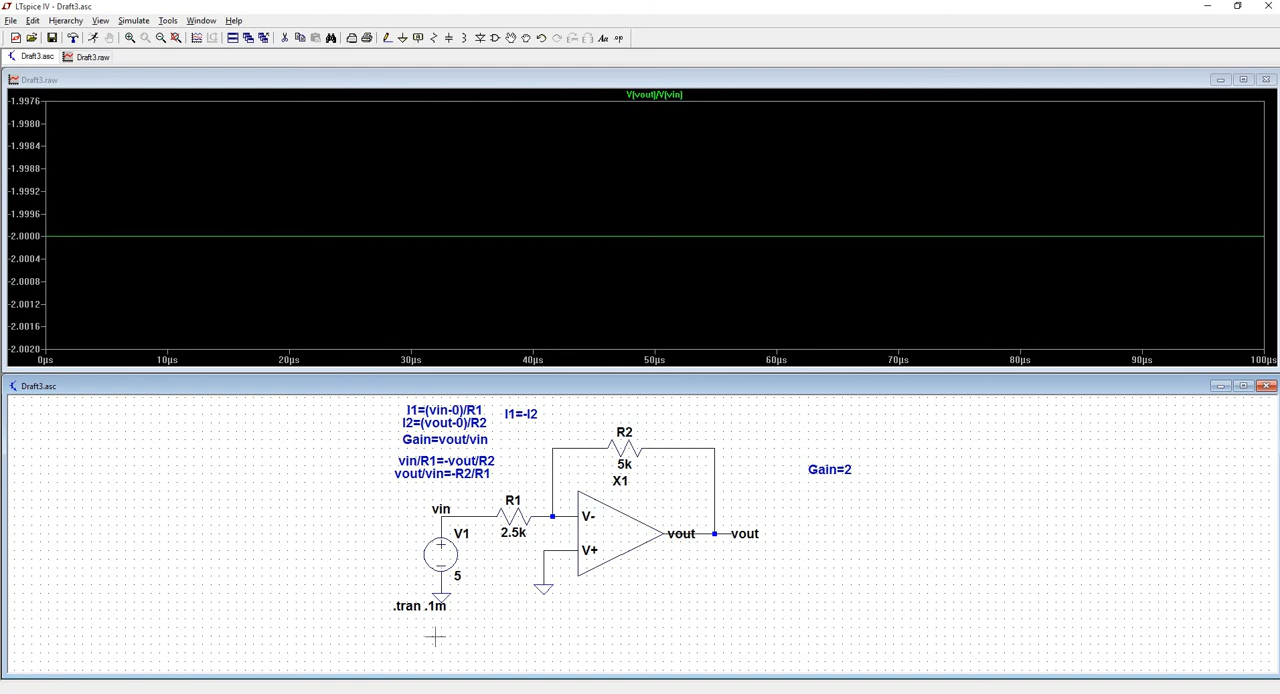 LTspice IV - Draft3.asc
File Edit Hierarchy View Simulate Tools Window Help
Draft3.asc Draft3.raw
Draft3.raw
V(vout)/V(vin)
-1.9976
-1.9980
-1.9984
-1.9988
-1.9992
-1.9996
-2.0000
-2.0004
-2.0008
-2.0012
-2.0016
-2.0020
0µs 10µs 20µs 30µs 40µs 50µs 60µs 70µs 80µs 90µs 100µs
Draft3.asc
I1=(vin-0)/R1
I1=-I2
I2=(vout-0)/R2
Gain=vout/vin
vin/R1=-vout/R2
vout/vin=-R2/R1
R2
5k
X1
Gain=2
R1
2.5k
vin
V1
5
V-
V+
vout
vout
.tran .1m
Aa .op